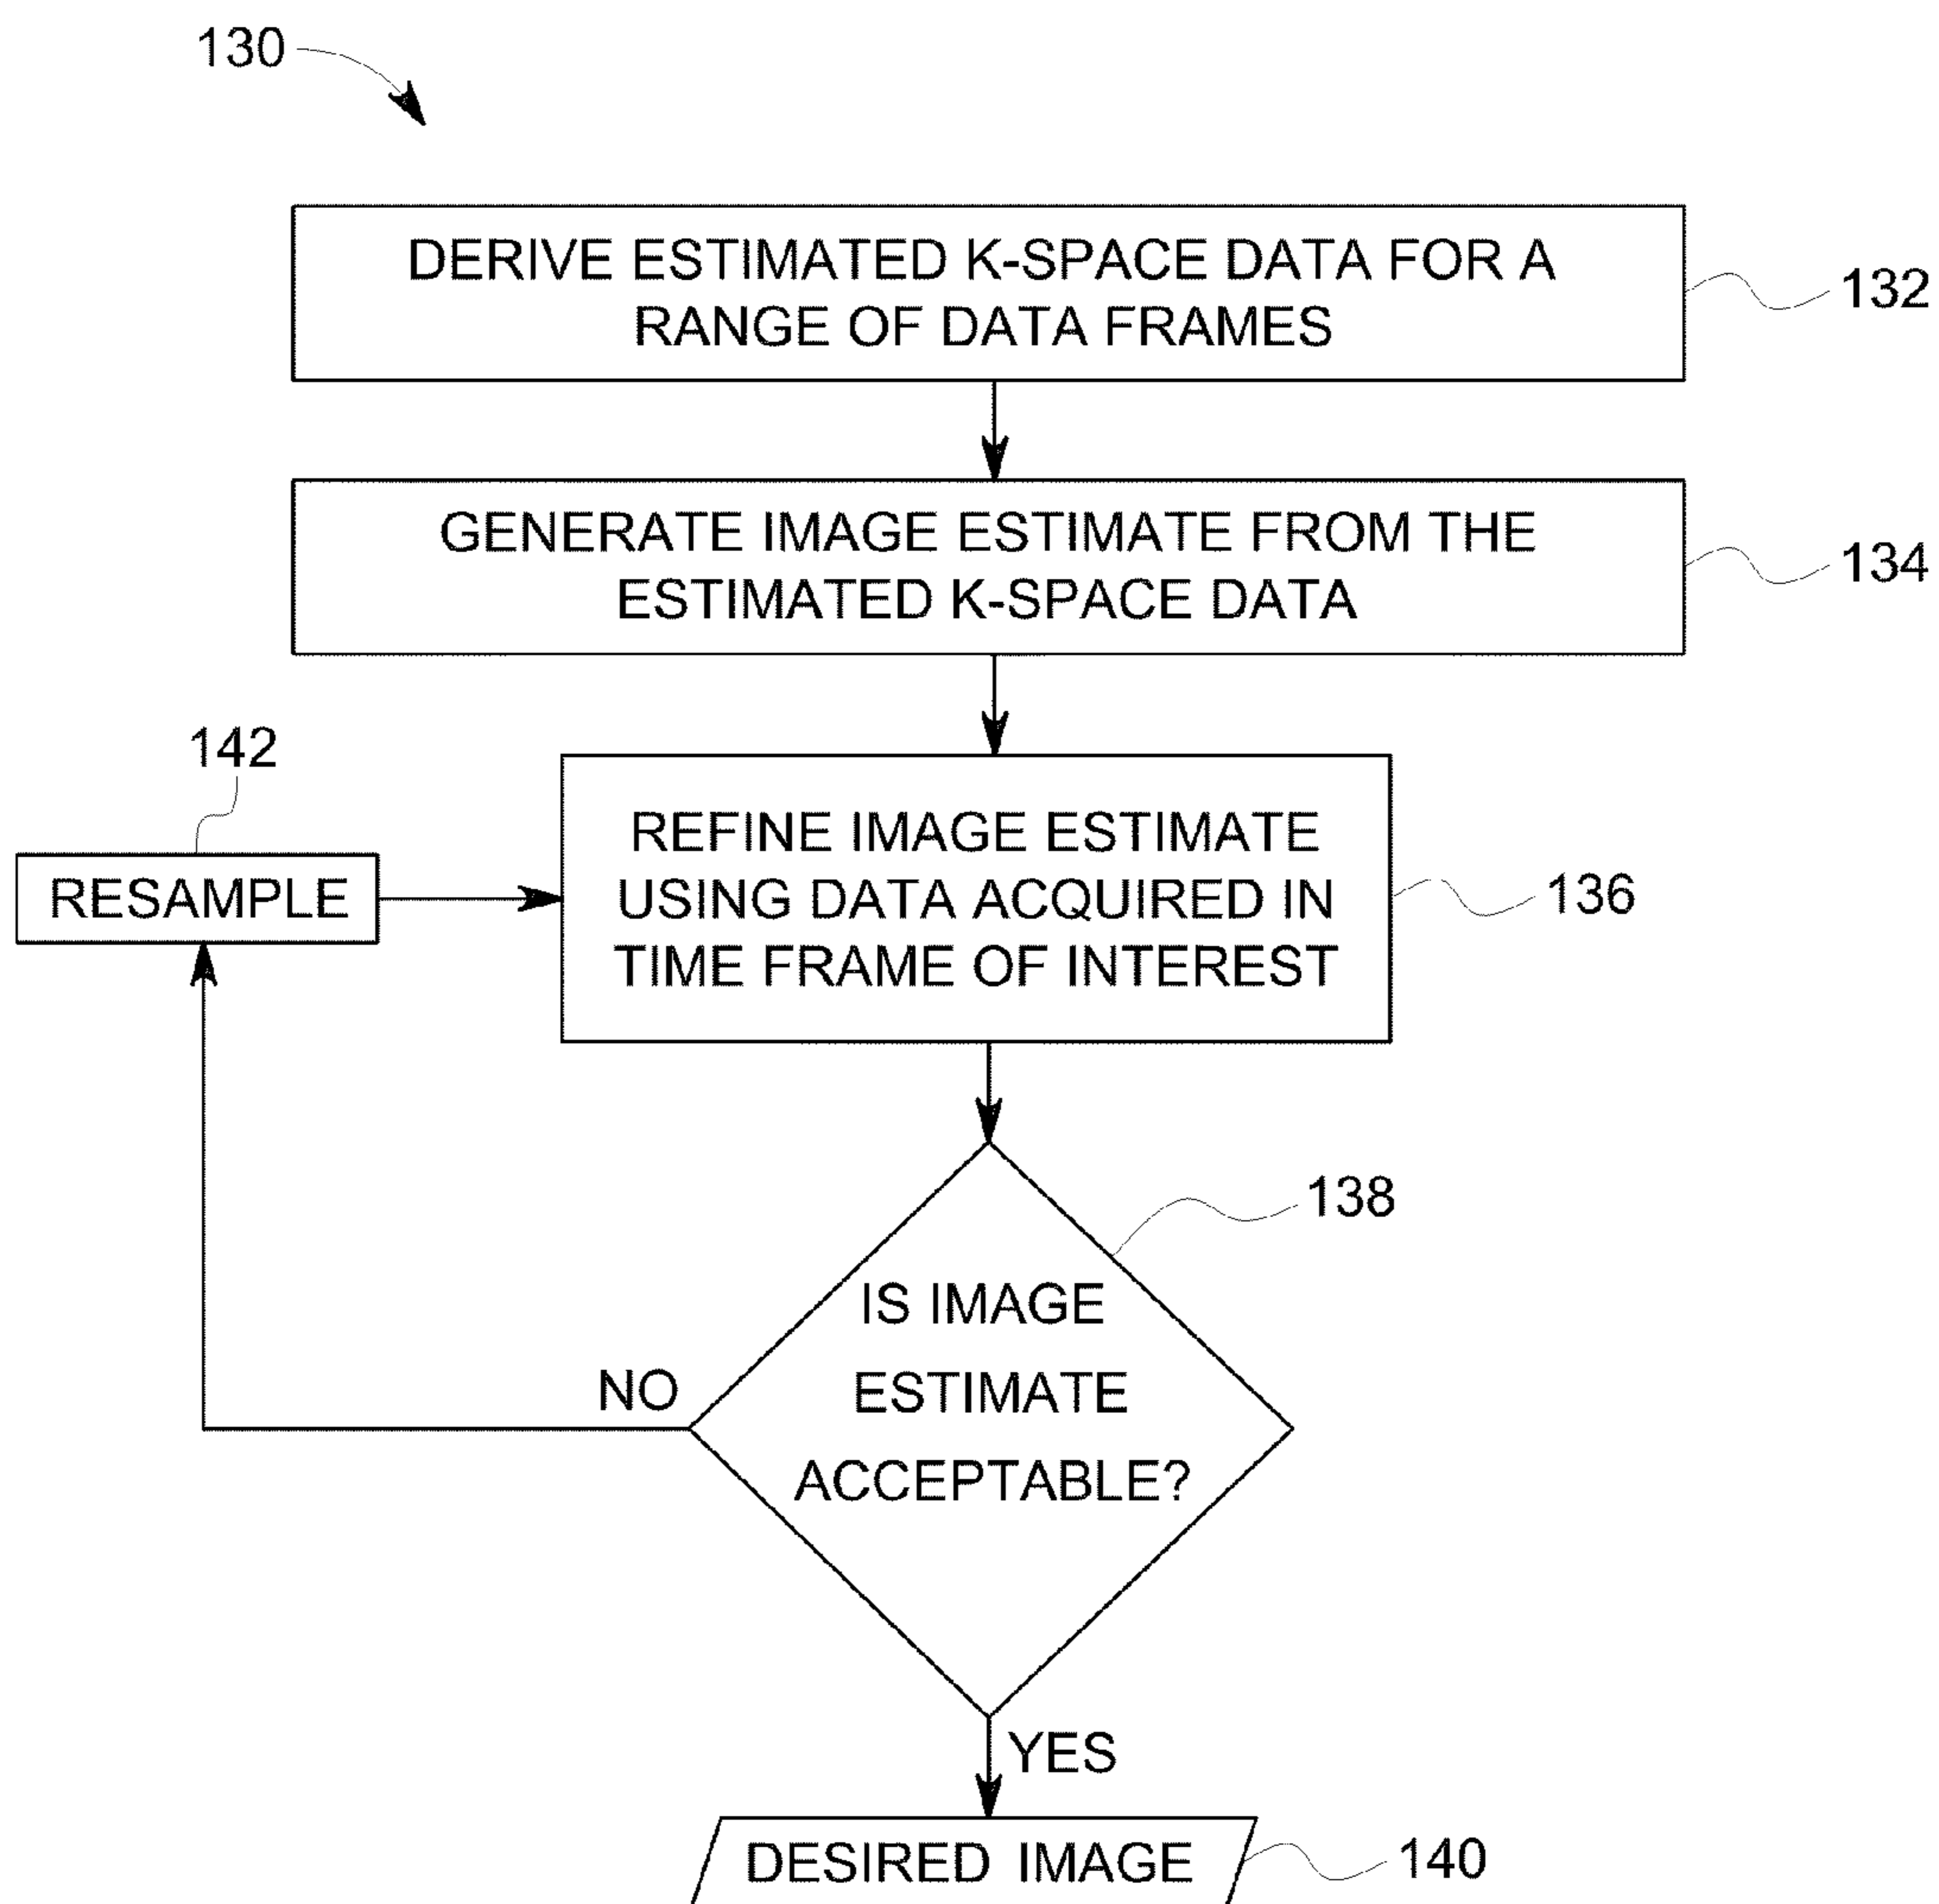 130
DERIVE ESTIMATED K-SPACE DATA FOR A
RANGE OF DATA FRAMES
132
GENERATE IMAGE ESTIMATE FROM THE
ESTIMATED K-SPACE DATA
134
142
RESAMPLE
REFINE IMAGE ESTIMATE
USING DATA ACQUIRED IN
TIME FRAME OF INTEREST
136
138
IS IMAGE
ESTIMATE
ACCEPTABLE?
NO
YES
DESIRED IMAGE
140